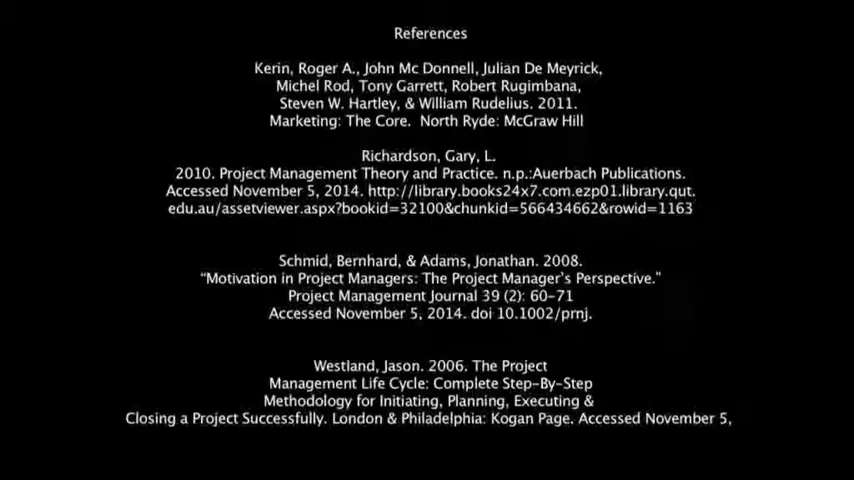 References
Kerin, Roger A., John Mc Donnell, Julian De Meyrick,
Michel Rod, Tony Garrett, Robert Rugimbana,
Steven W. Hartley, & William Rudelius. 2011.
Marketing: The Core.  North Ryde: McGraw Hill
Richardson, Gary, L.
2010. Project Management Theory and Practice. n.p.:Auerbach Publications.
Accessed November 5, 2014. http://library.books24x7.com.ezp01.library.qut.
edu.au/assetviewer.aspx?bookid=32100&chunkid=566434662&rowid=1163
Schmid, Bernhard, & Adams, Jonathan. 2008.
“Motivation in Project Managers: The Project Manager’s Perspective.”
Project Management Journal 39 (2): 60–71
Accessed November 5, 2014. doi 10.1002/prnj.
Westland, Jason. 2006. The Project
Management Life Cycle: Complete Step-By-Step
Methodology for Initiating, Planning, Executing &
Closing a Project Successfully. London & Philadelphia: Kogan Page. Accessed November 5,